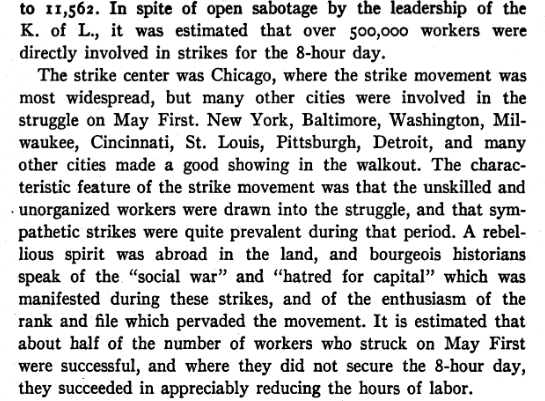 to 11,562. In spite of open sabotage by the leadership of the
K. of L., it was estimated that over 500,000 workers were
directly involved in strikes for the 8-hour day.
The strike center was Chicago, where the strike movement was
most widespread, but many other cities were involved in the
struggle on May First. New York, Baltimore, Washington, Mil-
waukee, Cincinnati, St. Louis, Pittsburgh, Detroit, and many
other cities made a good showing in the walkout. The charac-
teristic feature of the strike movement was that the unskilled and
unorganized workers were drawn into the struggle, and that sym-
pathetic strikes were quite prevalent during that period. A rebel-
lious spirit was abroad in the land, and bourgeois historians
speak of the “social war” and “hatred for capital” which was
manifested during these strikes, and of the enthusiasm of the
rank and file which pervaded the movement. It is estimated that
about half of the number of workers who struck on May First
were successful, and where they did not secure the 8-hour day,
they succeeded in appreciably reducing the hours of labor.